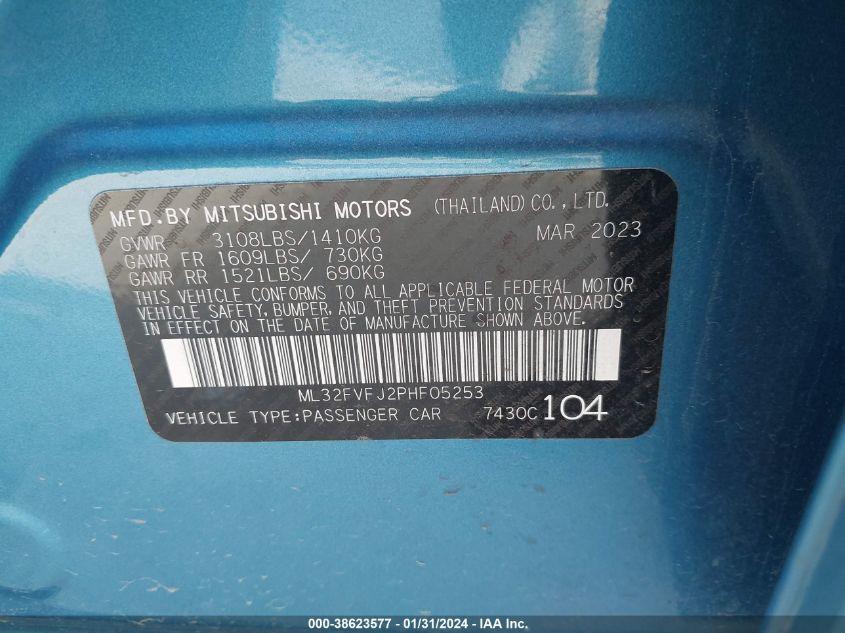 MFD.BY MITSUBISHI MOTORS (THAILAND)CO.,LTD.
GVWR 3108LBS/1410KG MAR 2023
GAWR FR 1609LBS/ 730KG
GAWR RR 1521LBS/ 690KG
THIS VEHICLE CONFORMS TO ALL APPLICABLE FEDERAL MOTOR
VEHICLE SAFETY, BUMPER, AND THEFT PREVENTION STANDARDS
IN EFFECT ON THE DATE OF MANUFACTURE SHOWN ABOVE.
ML32FVFJ2PHF05253
VEHICLE TYPE:PASSENGER CAR 7430C 104
000-38623577 - 01/31/2024 - IAA Inc.